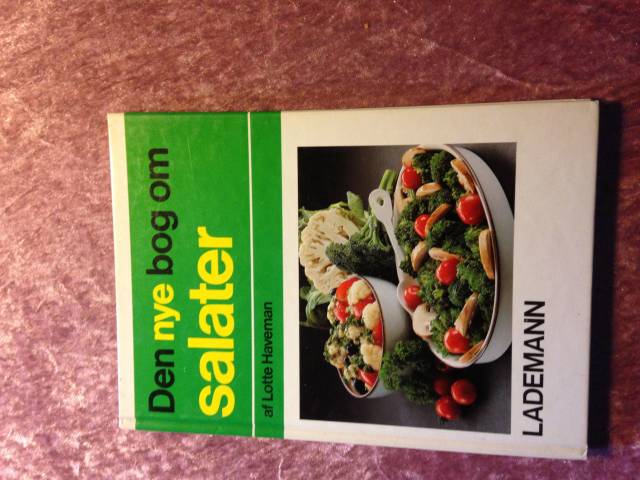 Den nye bog om
salater
af Lotte Haveman
LADEMANN